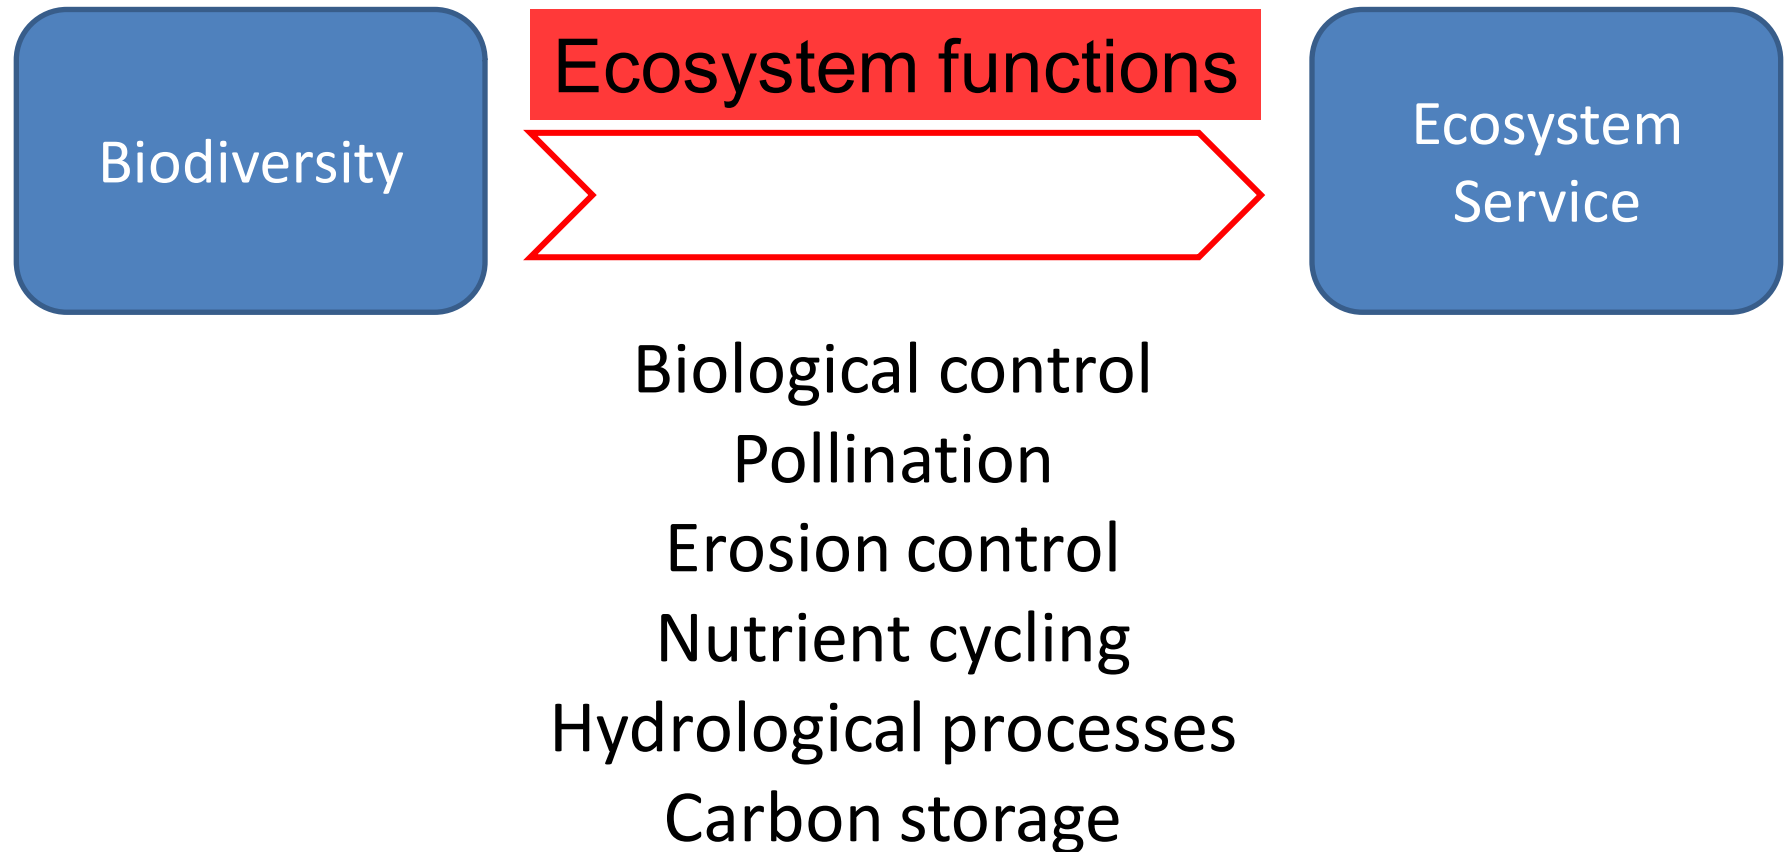 Biodiversity
Ecosystem functions
Ecosystem
Service
Biological control
Pollination
Erosion control
Nutrient cycling
Hydrological processes
Carbon storage